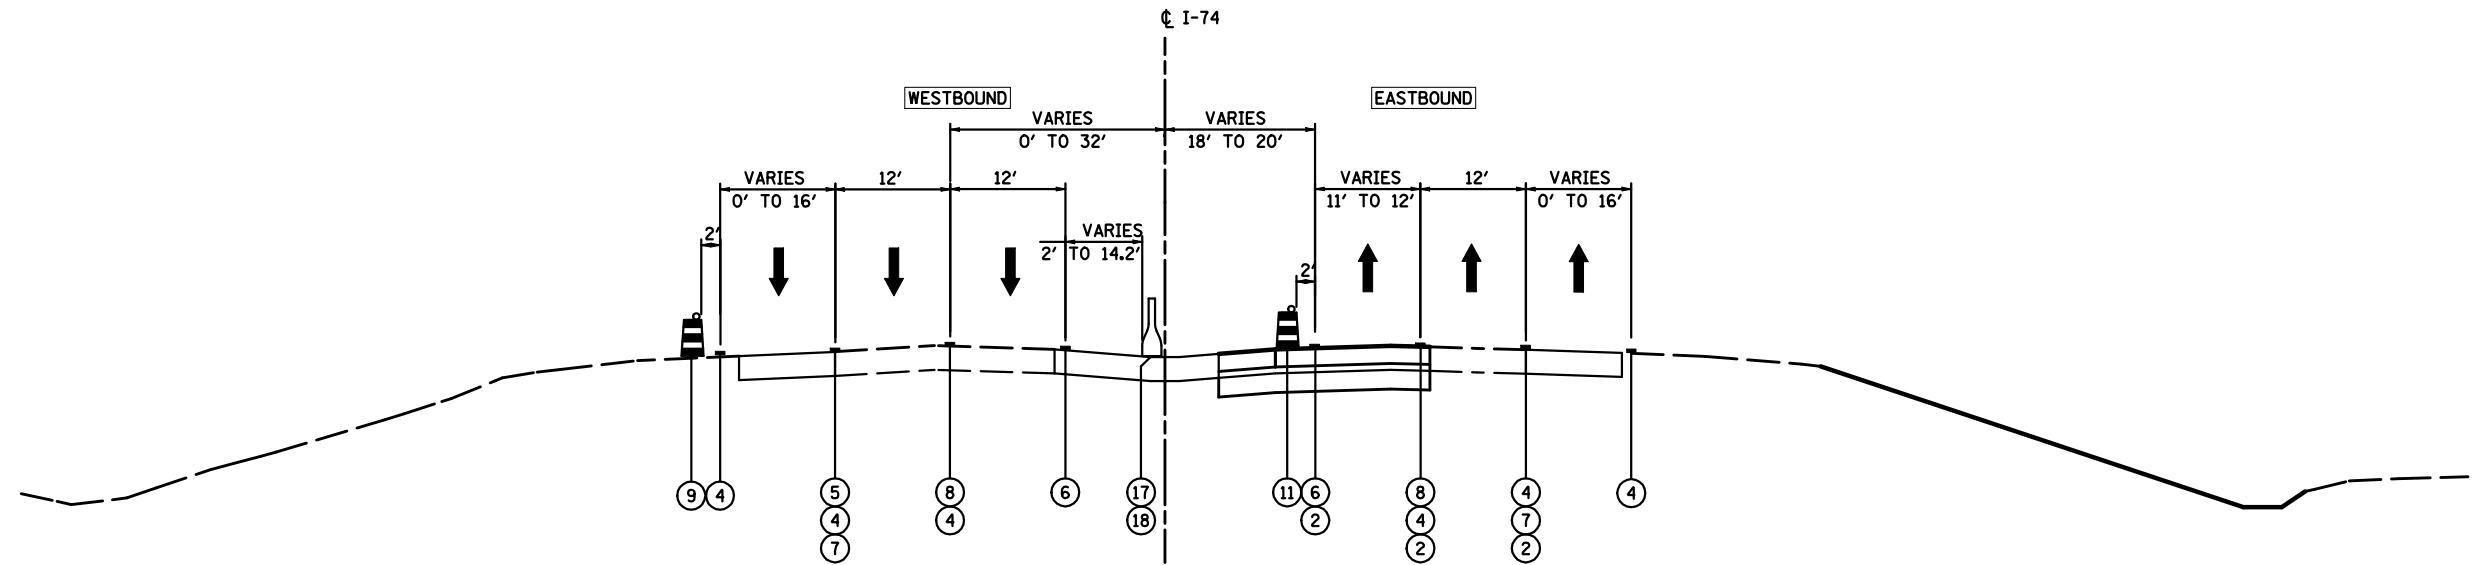 ℄ I-74
WESTBOUND
EASTBOUND
VARIES
0' TO 32'
VARIES
18' TO 20'
VARIES
0' TO 16'
12'
12'
VARIES
11' TO 12'
12'
VARIES
0' TO 16'
2'
VARIES
2' TO 14.2'
2'
9
4
5
4
7
8
4
6
17
18
11
6
2
8
4
2
4
7
2
4